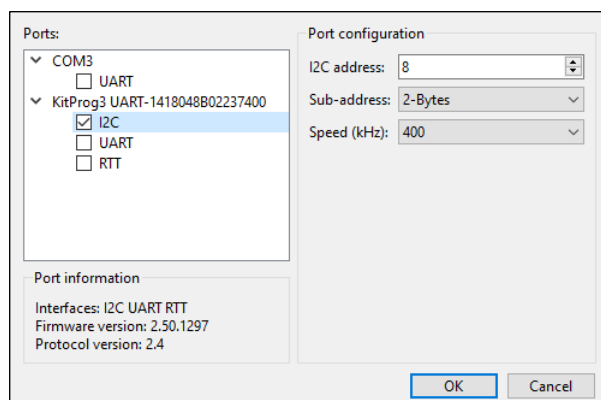 Ports:
COM3
UART
KitProg3 UART-1418048B02237400
I2C
UART
RTT
Port information
Interfaces: I2C UART RTT
Firmware version: 2.50.1297
Protocol version: 2.4
Port configuration
I2C address: 8
Sub-address: 2-Bytes
Speed (kHz): 400
OK Cancel